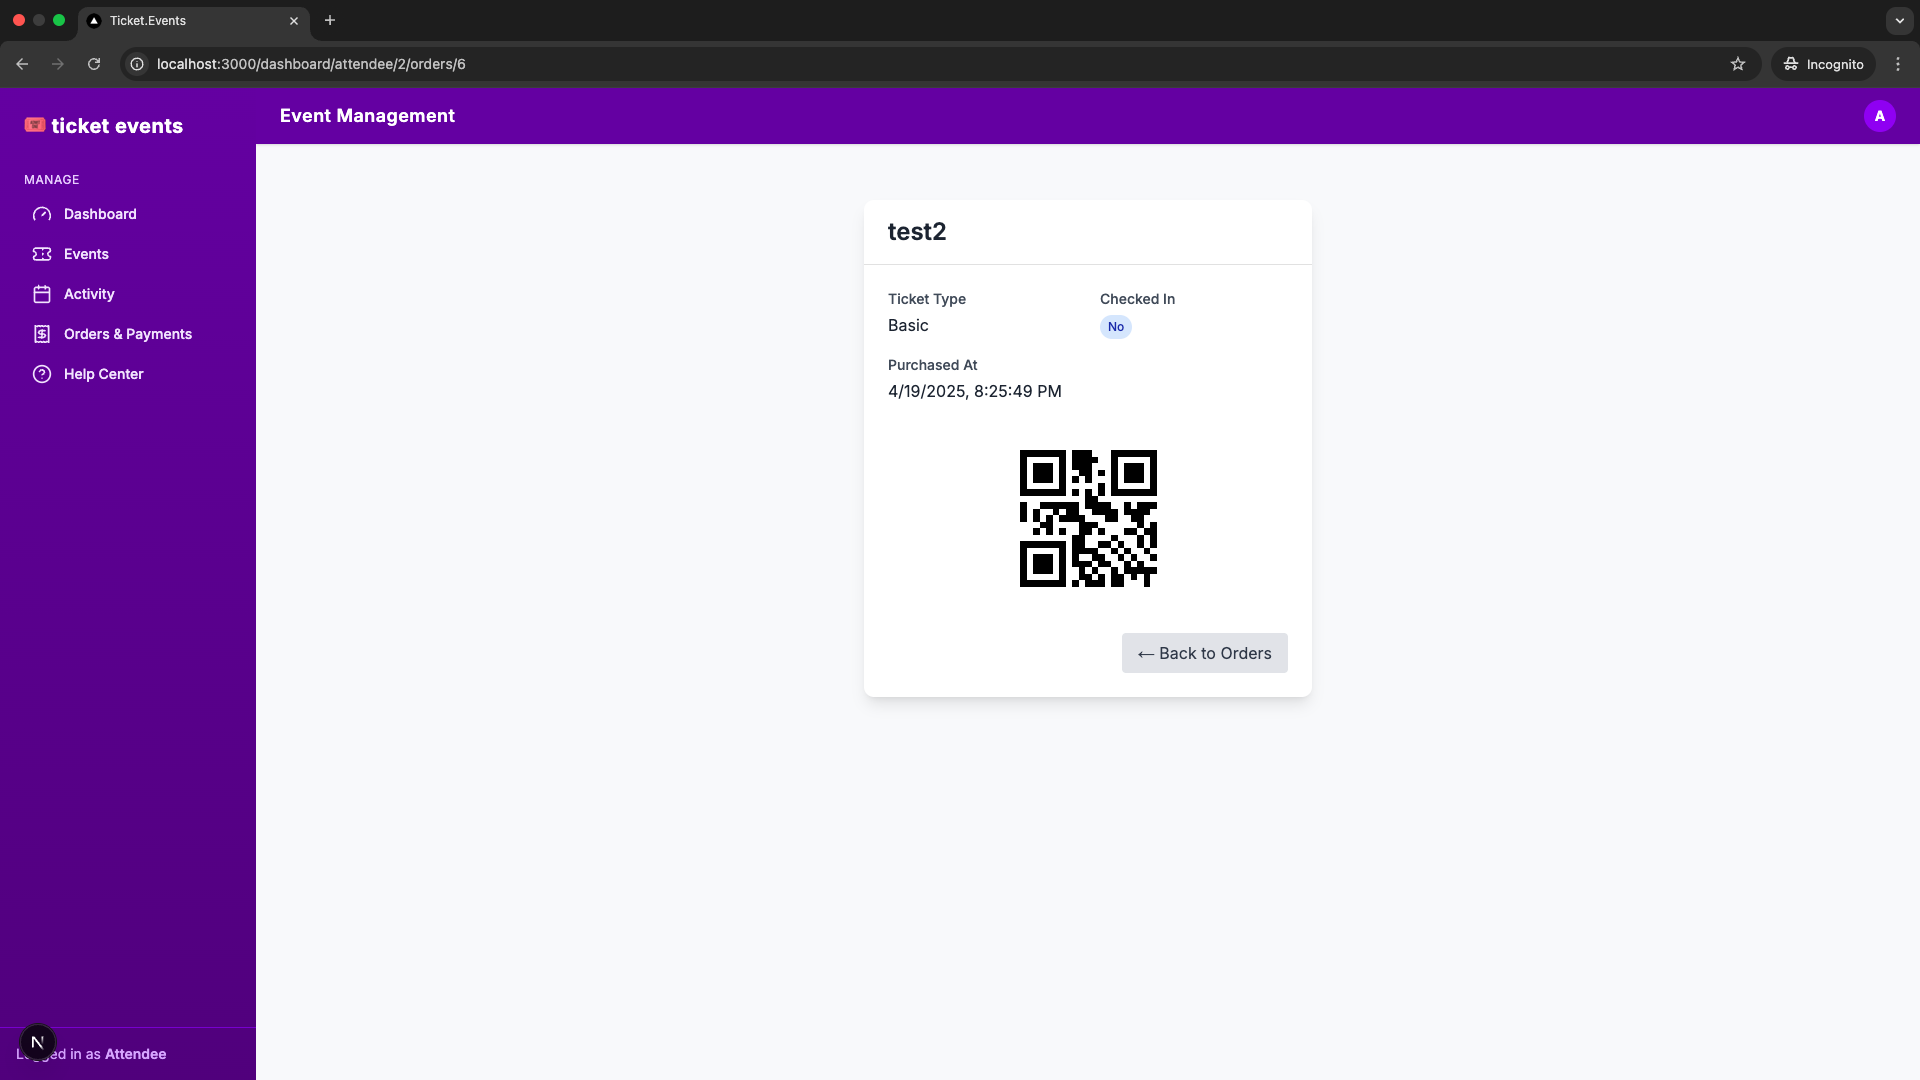 Ticket.Events
localhost:3000/dashboard/attendee/2/orders/6
Incognito
ticket events
Event Management
A
MANAGE
Dashboard
Events
Activity
Orders & Payments
Help Center
test2
Ticket Type
Checked In
Basic
No
Purchased At
4/19/2025, 8:25:49 PM
← Back to Orders
N
in as Attendee